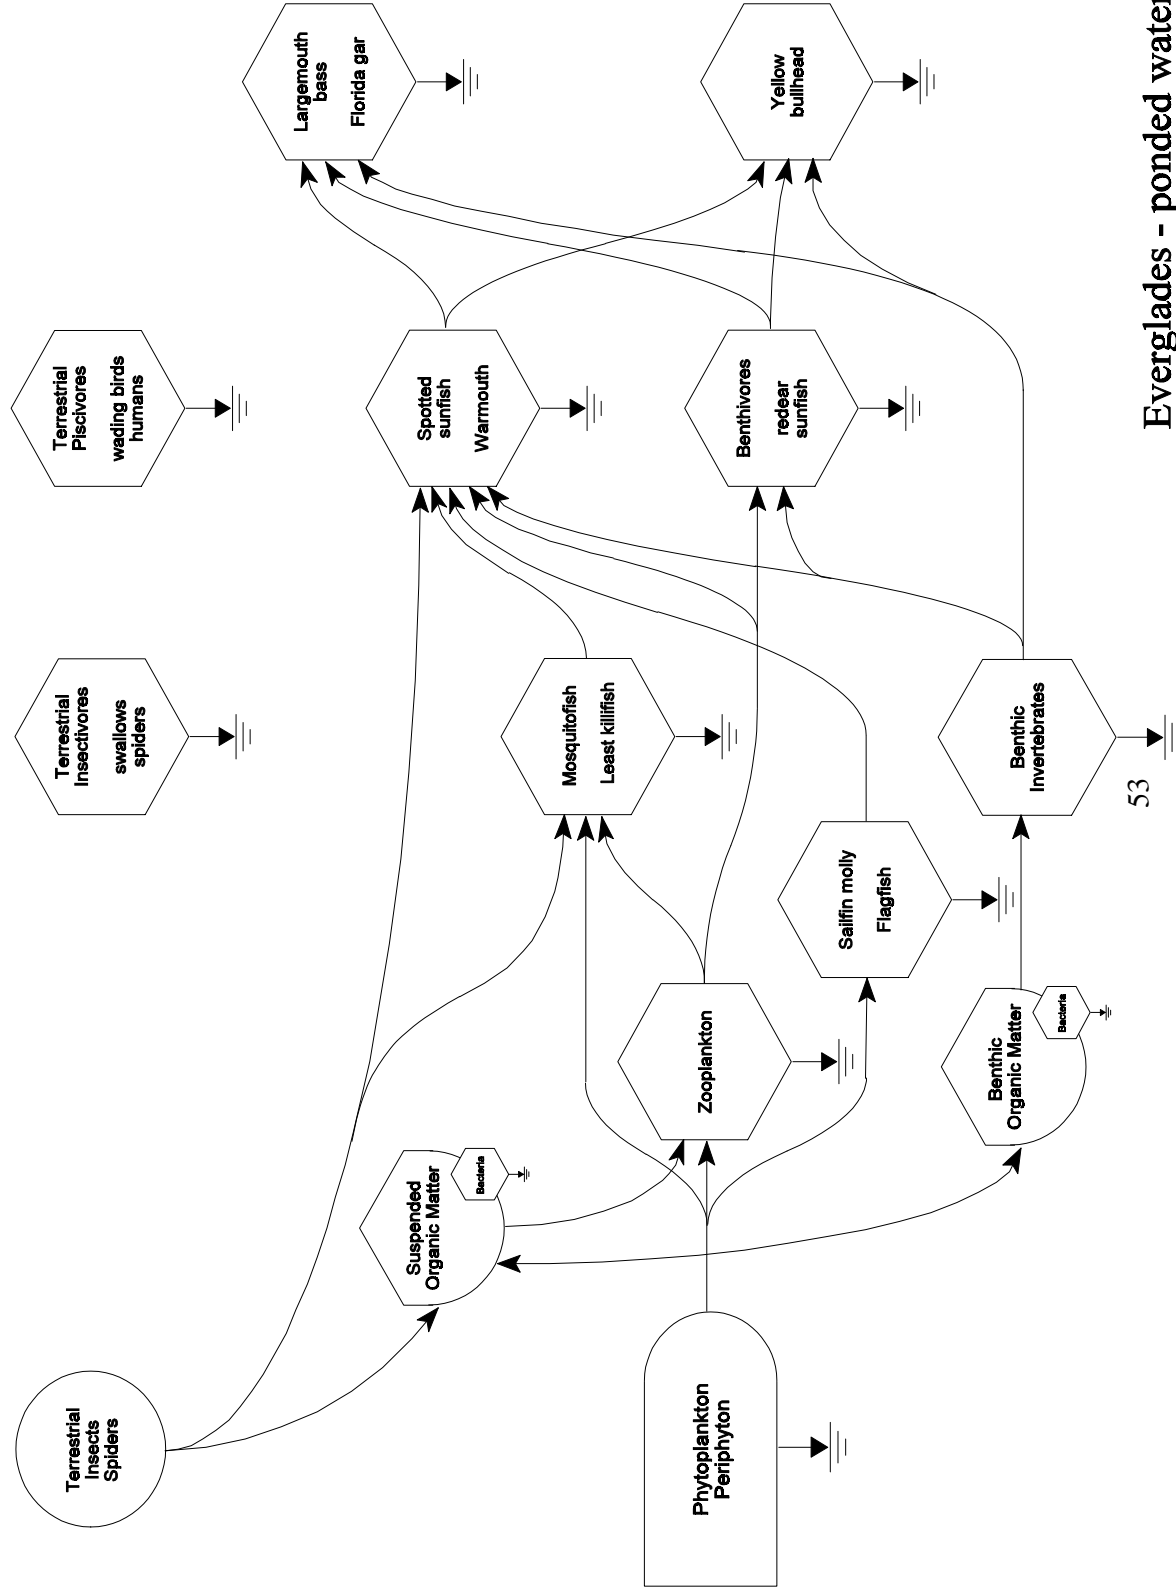 Terrestrial
Insects
Spiders
Terrestrial
Insectivores
swallows
spiders
Terrestrial
Piscivores
wading birds
humans
Largemouth
bass
Florida gar
Suspended
Organic Matter
Bacteria
Mosquitofish
Least killifish
Spotted
sunfish
Warmouth
Phytoplankton
Periphyton
Zooplankton
Sailfin molly
Flagfish
Benthivores
redear
sunfish
Yellow
bullhead
Benthic
Organic Matter
Bacteria
Benthic
Invertebrates
53
Everglades - ponded water